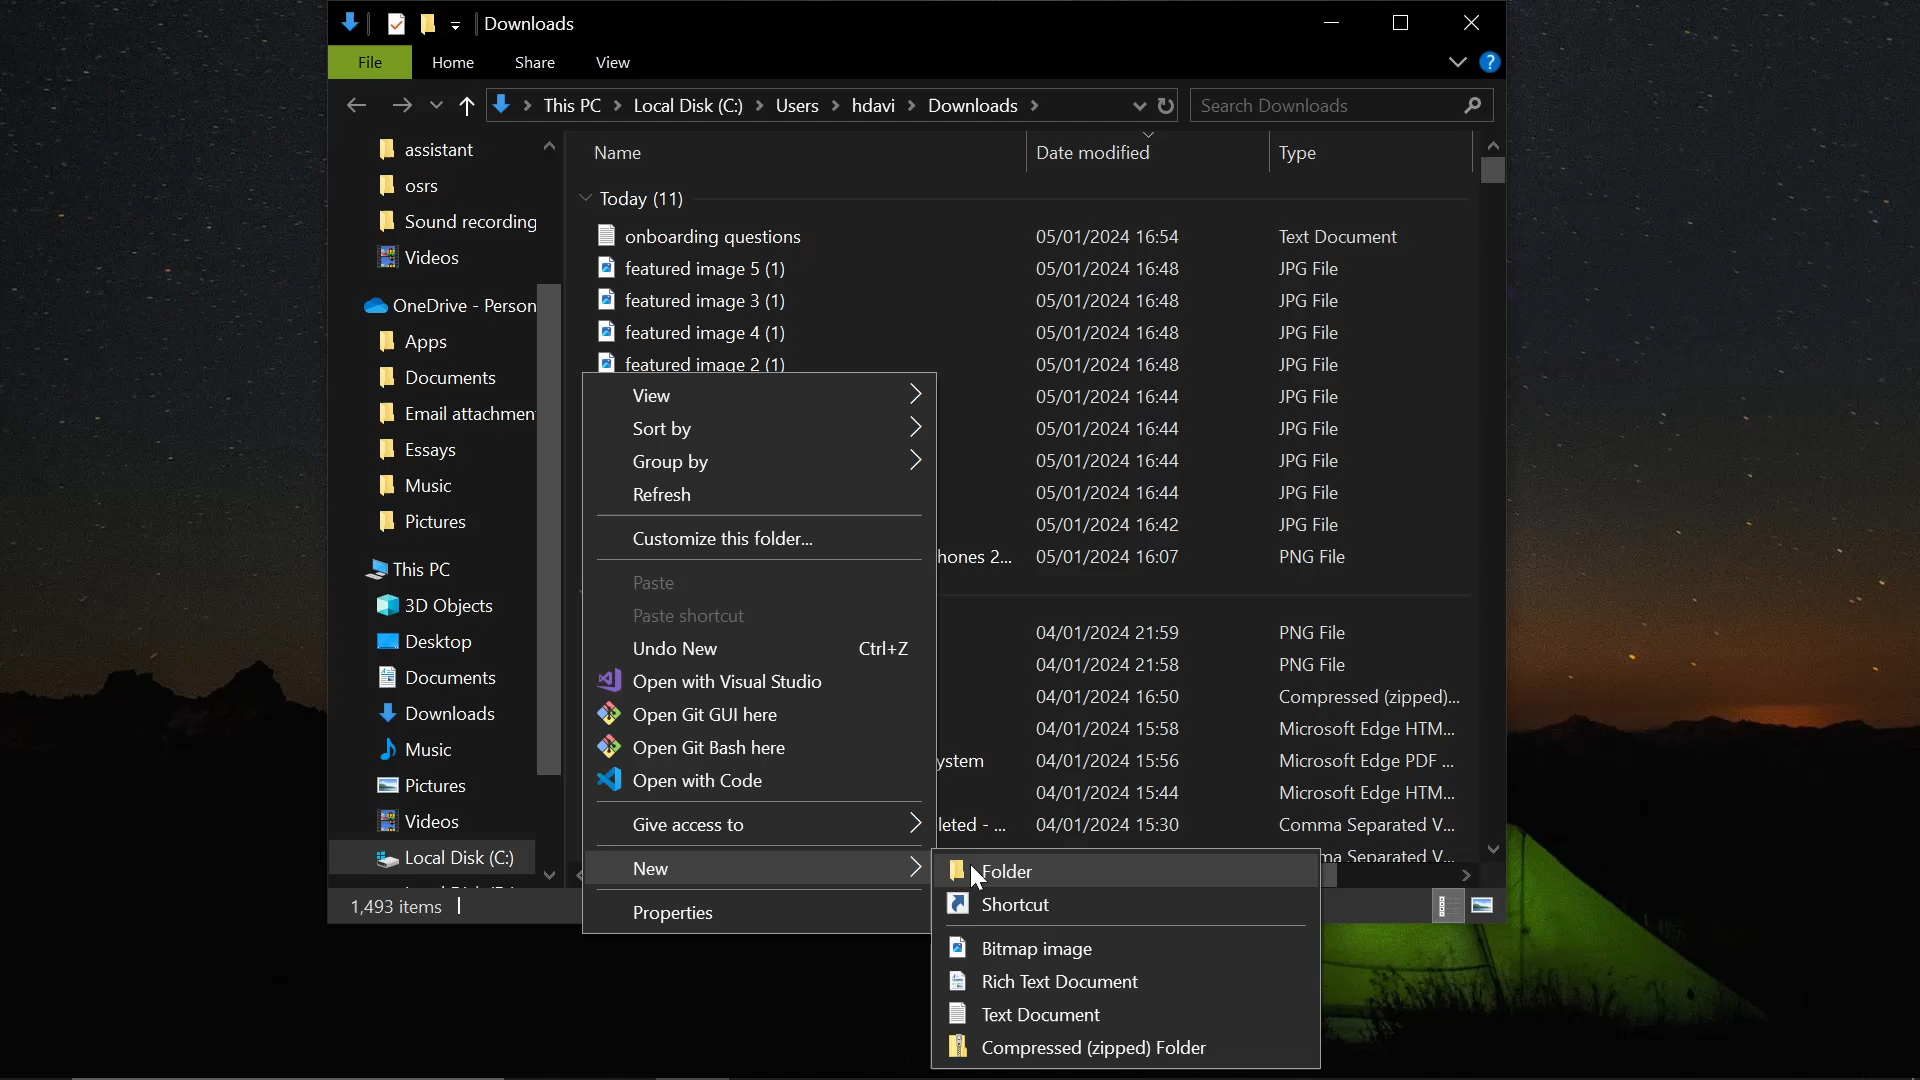 Downloads
File Home Share View
This PC > Local Disk (C:) > Users > hdavi > Downloads > Search Downloads
assistant
osrs
Sound recording
Videos
OneDrive - Person
Apps
Documents
Email attachmen
Essays
Music
Pictures
This PC
3D Objects
Desktop
Documents
Downloads
Music
Pictures
Videos
Local Disk (C:)
1,493 items
Name Date modified Type
Today (11)
onboarding questions 05/01/2024 16:54 Text Document
featured image 5 (1) 05/01/2024 16:48 JPG File
featured image 3 (1) 05/01/2024 16:48 JPG File
featured image 4 (1) 05/01/2024 16:48 JPG File
featured image 2 (1) 05/01/2024 16:48 JPG File
05/01/2024 16:44 JPG File
05/01/2024 16:44 JPG File
05/01/2024 16:44 JPG File
05/01/2024 16:44 JPG File
05/01/2024 16:42 JPG File
hones 2... 05/01/2024 16:07 PNG File
04/01/2024 21:59 PNG File
04/01/2024 21:58 PNG File
04/01/2024 16:50 Compressed (zipped)...
04/01/2024 15:58 Microsoft Edge HTM...
ystem 04/01/2024 15:56 Microsoft Edge PDF ...
04/01/2024 15:44 Microsoft Edge HTM...
leted - ... 04/01/2024 15:30 Comma Separated V...
ma Separated V...
View
Sort by
Group by
Refresh
Customize this folder...
Paste
Paste shortcut
Undo New Ctrl+Z
Open with Visual Studio
Open Git GUI here
Open Git Bash here
Open with Code
Give access to
New
Properties
Folder
Shortcut
Bitmap image
Rich Text Document
Text Document
Compressed (zipped) Folder